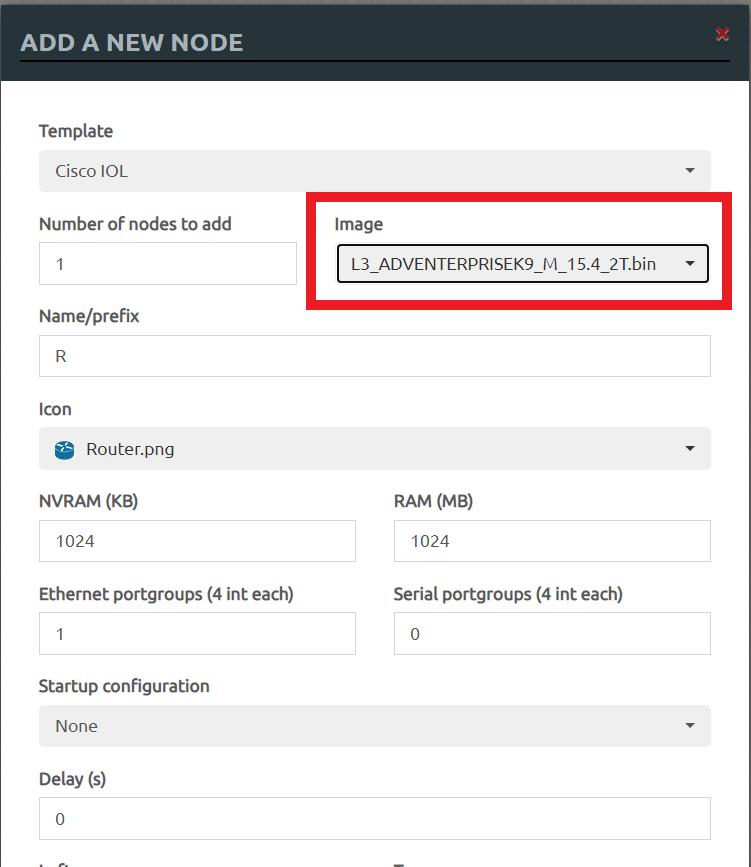 ADD A NEW NODE
Template
Cisco IOL
Number of nodes to add
Image
1
L3_ADVENTERPRISEK9_M_15.4_2T.bin
Name/prefix
R
Icon
Router.png
NVRAM (KB)
RAM (MB)
1024
1024
Ethernet portgroups (4 int each)
Serial portgroups (4 int each)
1
0
Startup configuration
None
Delay (s)
0